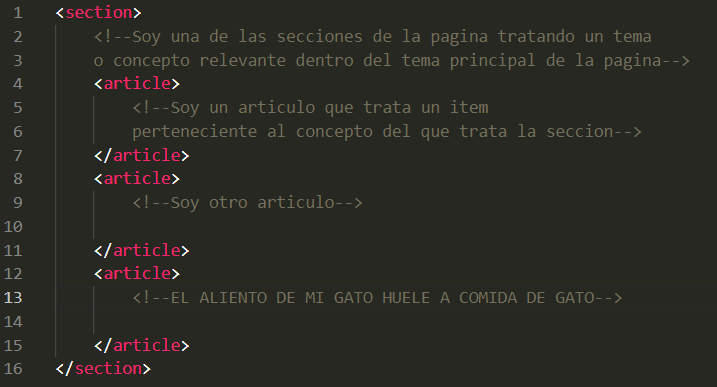 1 <section>
2 <!--Soy una de las secciones de la pagina tratando un tema
3 o concepto relevante dentro del tema principal de la pagina-->
4 <article>
5 <!--Soy un articulo que trata un item
6 perteneciente al concepto del que trata la seccion-->
7 </article>
8 <article>
9 <!--Soy otro articulo-->
10
11 </article>
12 <article>
13 <!--EL ALIENTO DE MI GATO HUELE A COMIDA DE GATO-->
14
15 </article>
16 </section>